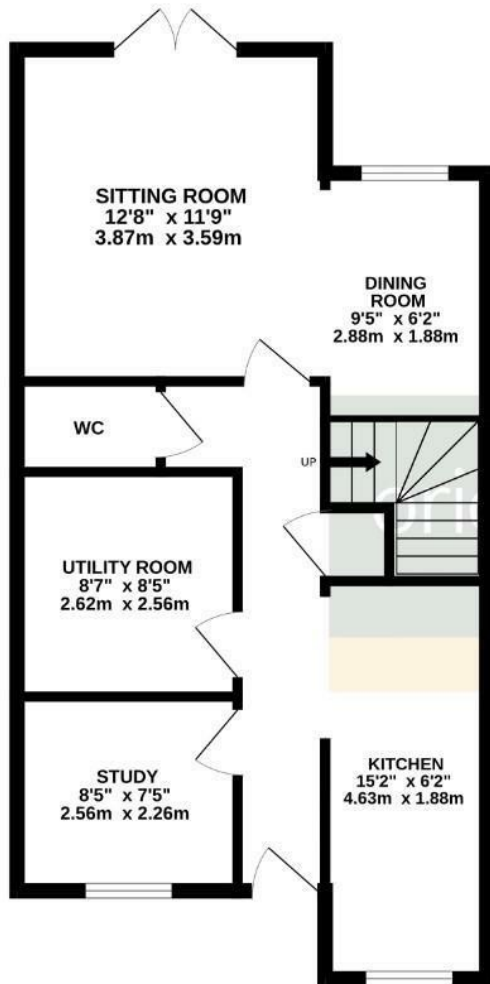 SITTING ROOM
12'8" x 11'9"
3.87m x 3.59m
DINING
ROOM
9'5" x 6'2"
2.88m x 1.88m
WC
UP
UTILITY ROOM
8'7" x 8'5"
2.62m x 2.56m
STUDY
8'5" x 7'5"
2.56m x 2.26m
KITCHEN
15'2" x 6'2"
4.63m x 1.88m